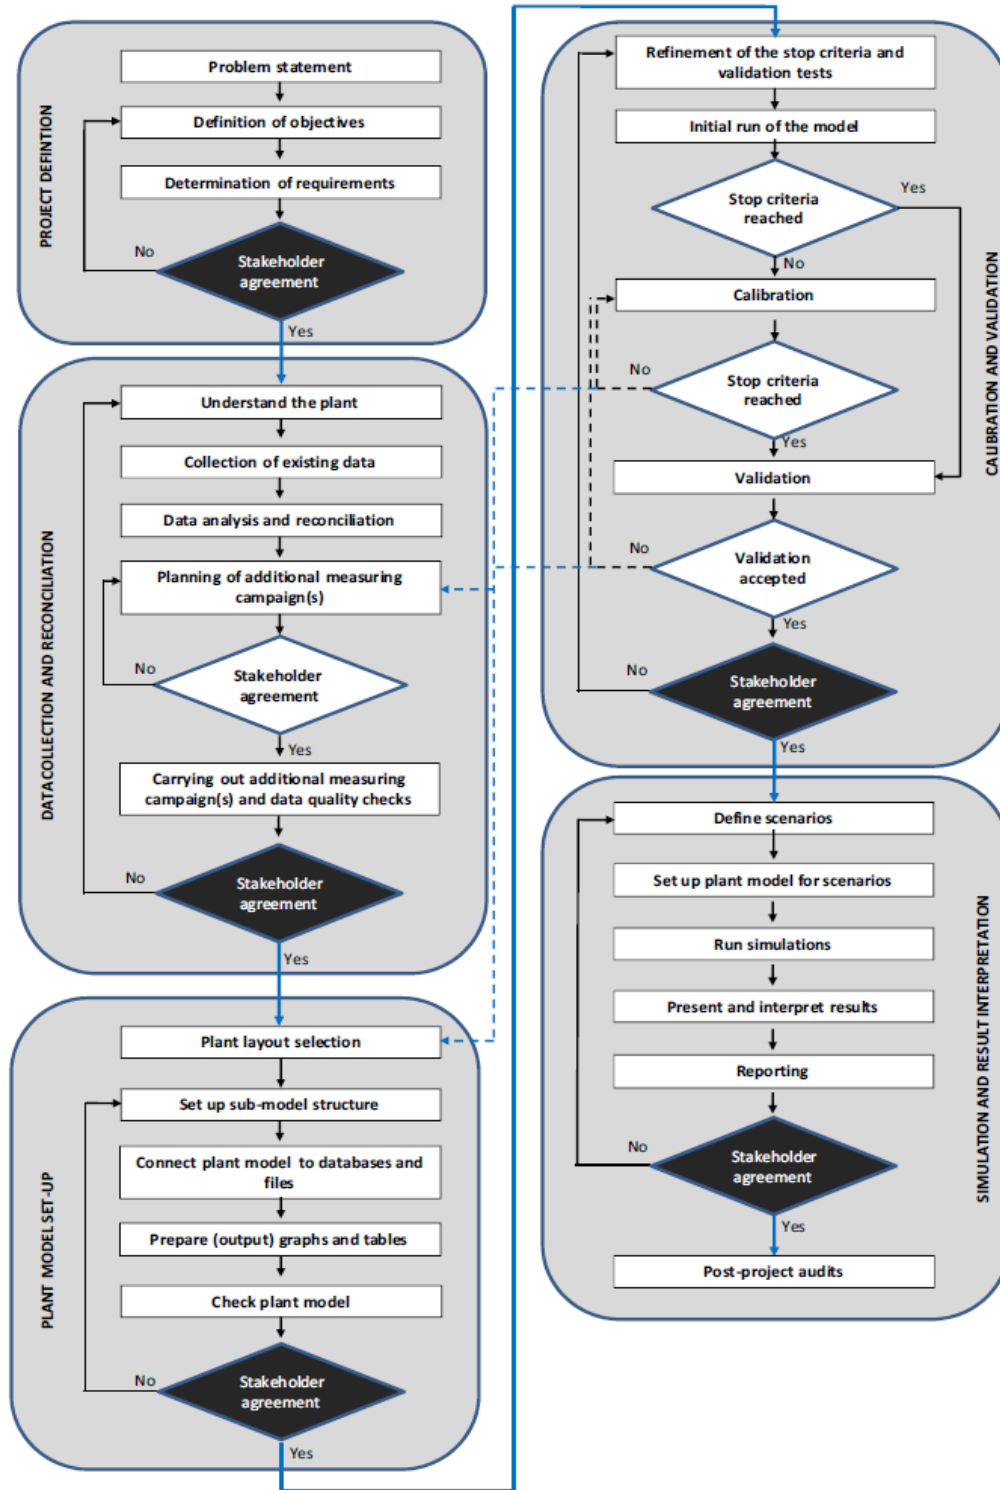 PROJECT DEFINITION
Problem statement
Definition of objectives
Determination of requirements
Stakeholder
agreement
No
Yes
DATA COLLECTION AND RECONCILIATION
Understand the plant
Collection of existing data
Data analysis and reconciliation
Planning of additional measuring
campaign(s)
No
Stakeholder
agreement
Yes
Carrying out additional measuring
campaign(s) and data quality checks
No
Stakeholder
agreement
Yes
PLANT MODEL SET-UP
Plant layout selection
Set up sub-model structure
Connect plant model to databases and
files
Prepare (output) graphs and tables
Check plant model
No
Stakeholder
agreement
Yes
CALIBRATION AND VALIDATION
Refinement of the stop criteria and
validation tests
Initial run of the model
Stop criteria
reached
Yes
No
Calibration
No
Stop criteria
reached
Yes
Validation
No
Validation
accepted
Yes
No
Stakeholder
agreement
Yes
SIMULATION AND RESULT INTERPRETATION
Define scenarios
Set up plant model for scenarios
Run simulations
Present and interpret results
Reporting
No
Stakeholder
agreement
Yes
Post-project audits